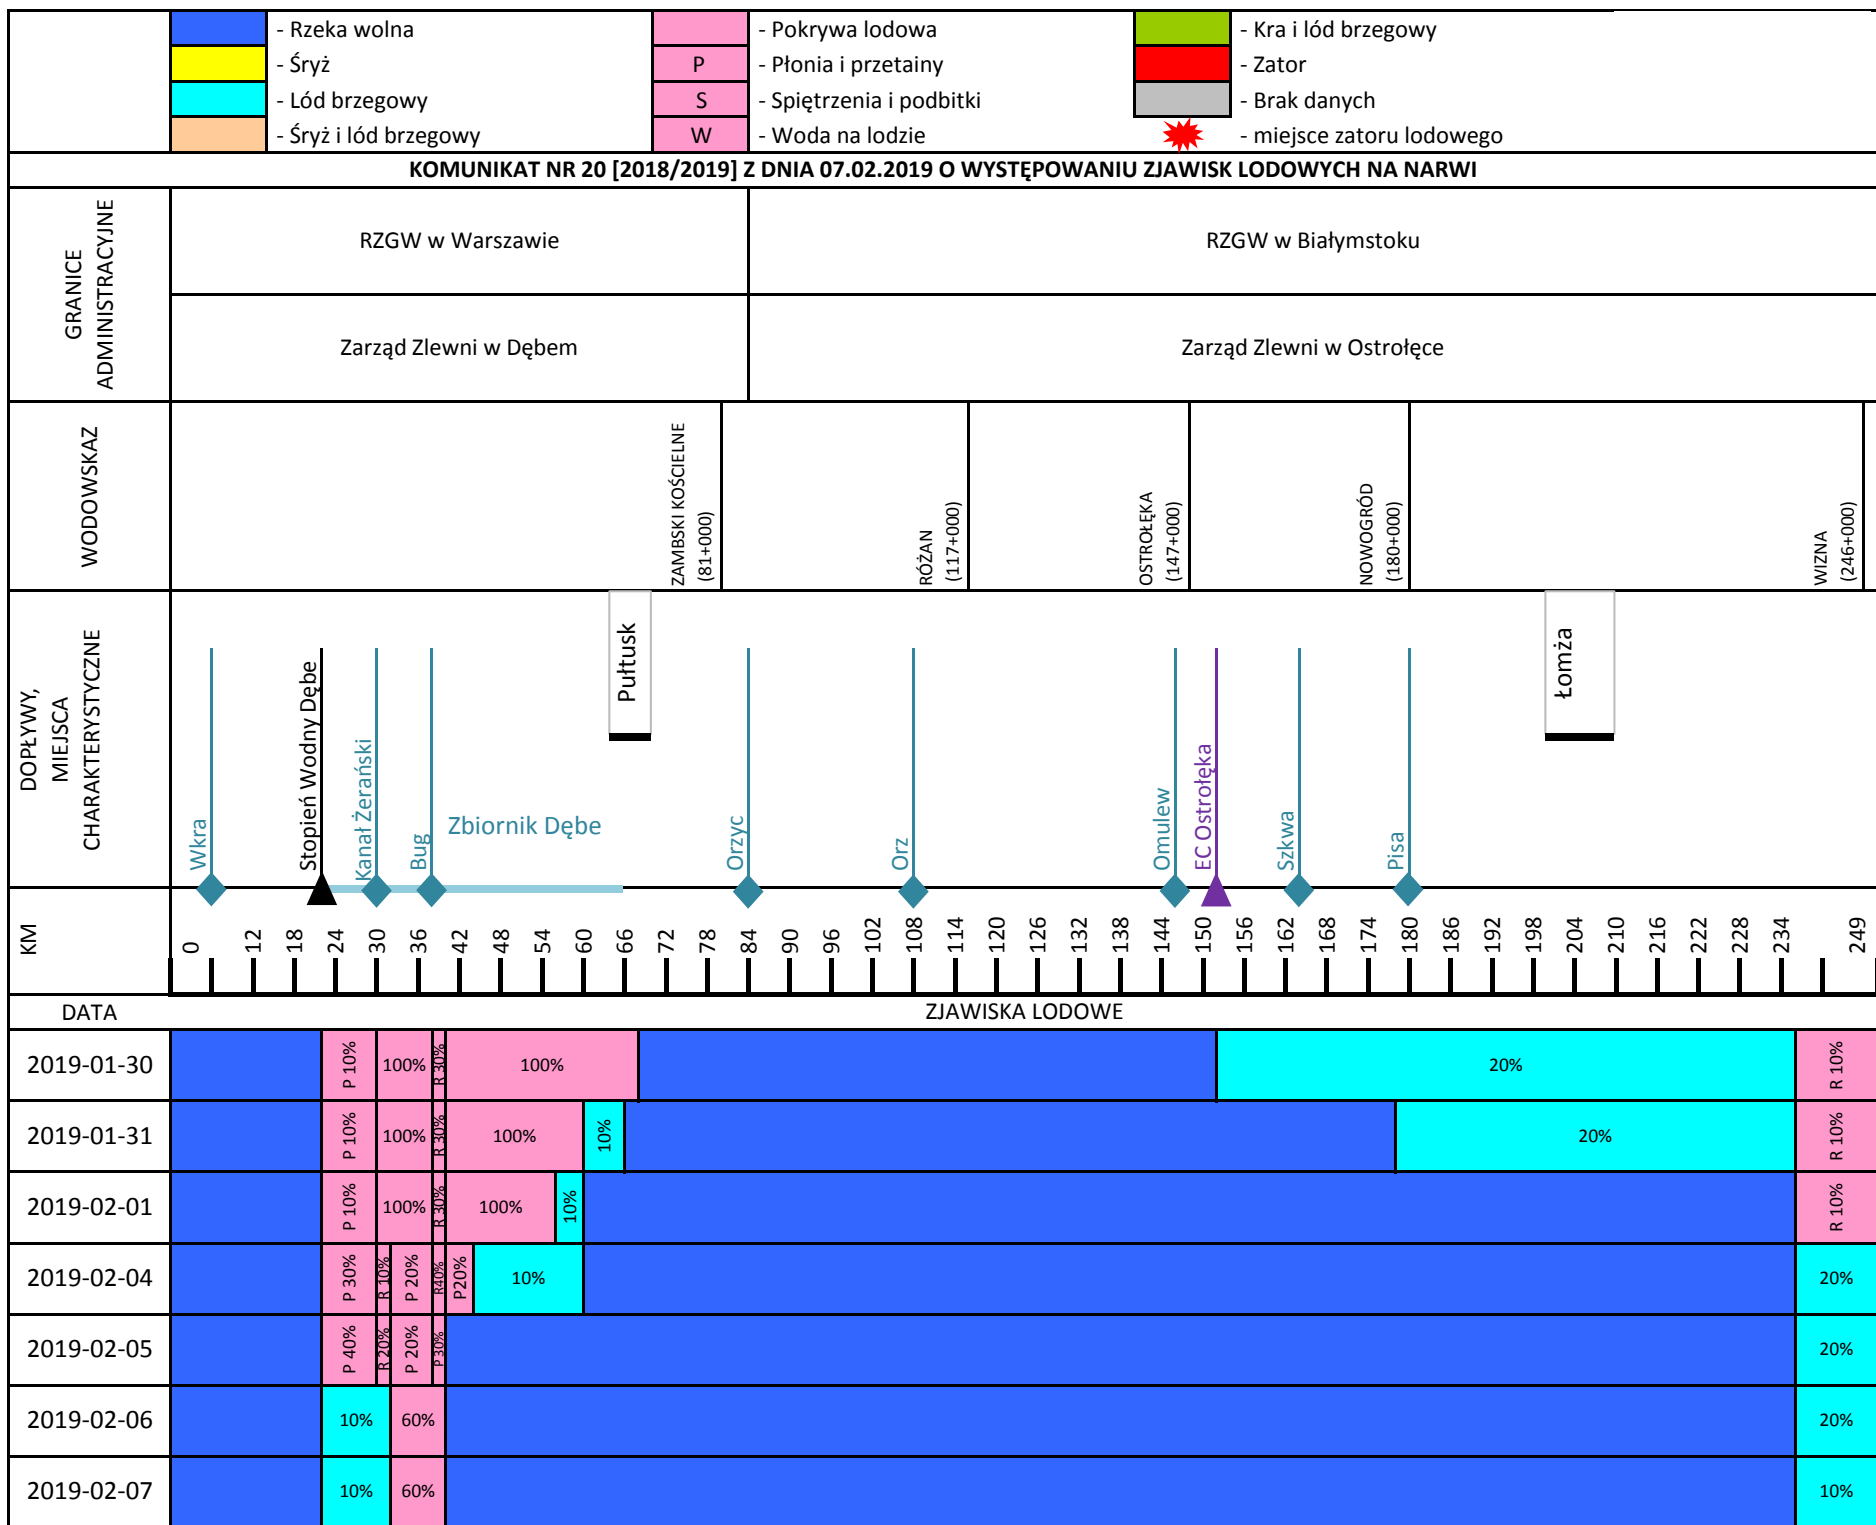 - Rzeka wolna
- Pokrywa lodowa
- Kra i lód brzegowy
- Śryż
P
- Płonia i przetainy
- Zator
- Lód brzegowy
S
- Spiętrzenia i podbitki
- Brak danych
- Śryż i lód brzegowy
W
- Woda na lodzie
- miejsce zatoru lodowego
KOMUNIKAT NR 20 [2018/2019] Z DNIA 07.02.2019 O WYSTĘPOWANIU ZJAWISK LODOWYCH NA NARWI
GRANICE
ADMINISTRACYJNE
RZGW w Warszawie
RZGW w Białymstoku
Zarząd Zlewni w Dębem
Zarząd Zlewni w Ostrołęce
WODOWSKAZ
ZAMBSKI KOŚCIELNE
(81+000)
RÓŻAN
(117+000)
OSTROŁĘKA
(147+000)
NOWOGRÓD
(180+000)
WIZNA
(246+000)
DOPŁYWY,
MIEJSCA
CHARAKTERYSTYCZNE
Wkra
Stopień Wodny Dębe
Kanał Żerański
Bug
Zbiornik Dębe
Pułtusk
Orzyc
Orz
Omulew
EC Ostrołęka
Szkwa
Pisa
Łomża
KM
0 12 18 24 30 36 42 48 54 60 66 72 78 84 90 96 102 108 114 120 126 132 138 144 150 156 162 168 174 180 186 192 198 204 210 216 222 228 234 249
DATA
ZJAWISKA LODOWE
2019-01-30 P 10% 100% R 30% 100% 20% R 10%
2019-01-31 P 10% 100% R 30% 100% 10% 20% R 10%
2019-02-01 P 10% 100% R 30% 100% 10% R 10%
2019-02-04 P 30% R 10% P 20% R40% P20% 10% 20%
2019-02-05 P 40% R 20% P 20% P 30% 20%
2019-02-06 10% 60% 20%
2019-02-07 10% 60% 10%